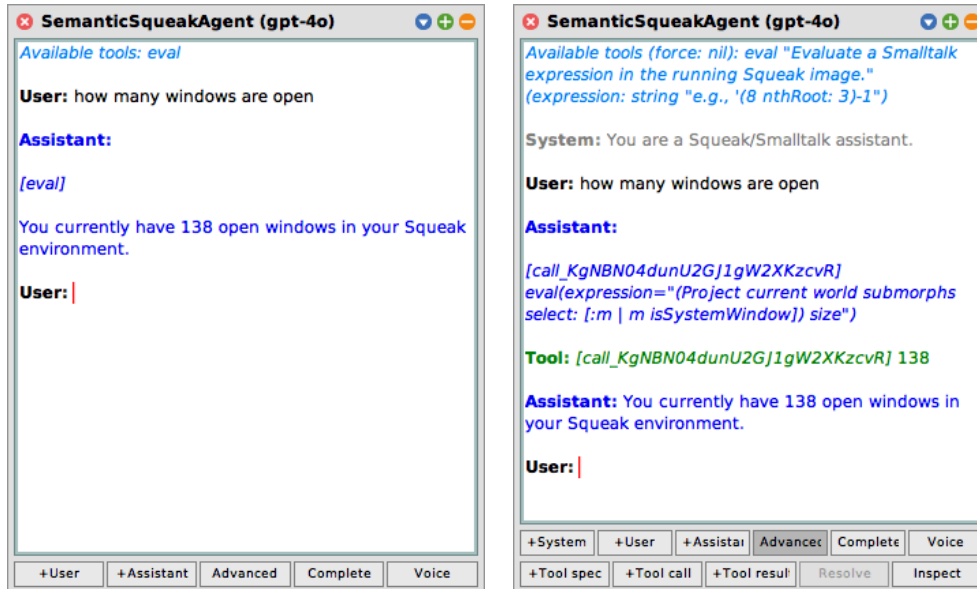 SemanticSqueakAgent (gpt-4o)
Available tools: eval
User: how many windows are open
Assistant:
[eval]
You currently have 138 open windows in your Squeak
environment.
User:
+User
+Assistant
Advanced
Complete
Voice
SemanticSqueakAgent (gpt-4o)
Available tools (force: nil): eval "Evaluate a Smalltalk
expression in the running Squeak image."
(expression: string "e.g., '(8 nthRoot: 3)-1")
System: You are a Squeak/Smalltalk assistant.
User: how many windows are open
Assistant:
[call_KgNBN04dunU2GJ1gW2XKzcvR]
eval(expression="(Project current world submorphs
select: [:m | m isSystemWindow]) size")
Tool: [call_KgNBN04dunU2GJ1gW2XKzcvR] 138
Assistant: You currently have 138 open windows in
your Squeak environment.
User:
+System
+User
+Assistar
Advancec
Complete
Voice
+Tool spec
+Tool call
+Tool resul
Resolve
Inspect